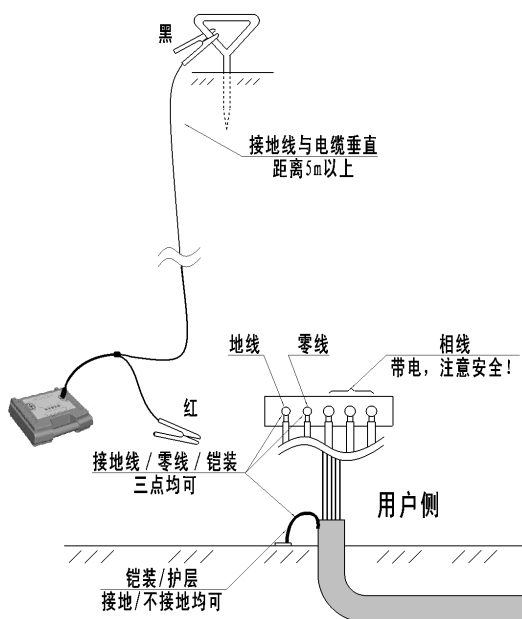 黑
接地线与电缆垂直
距离5m以上
地线
零线
相线
带电，注意安全！
红
接地线/零线/铠装
三点均可
用户侧
铠装/护层
接地/不接地均可